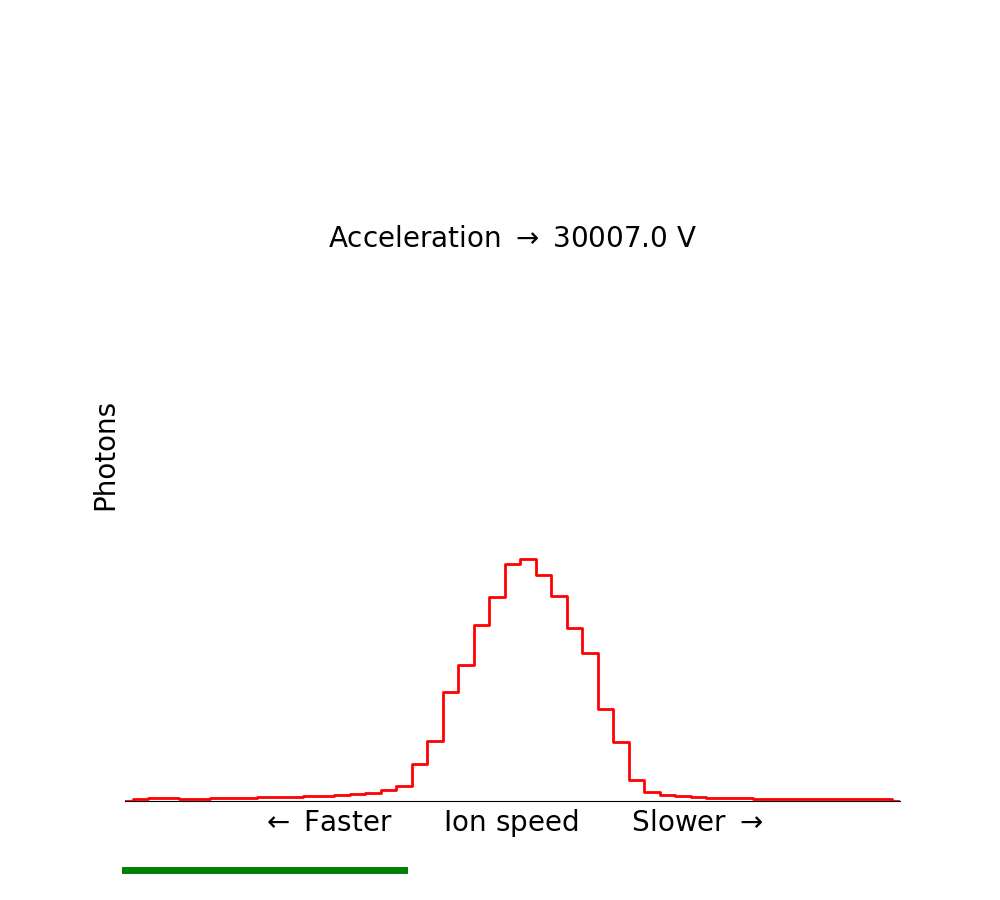 Acceleration → 30007.0 V
Photons
← Faster Ion speed Slower →